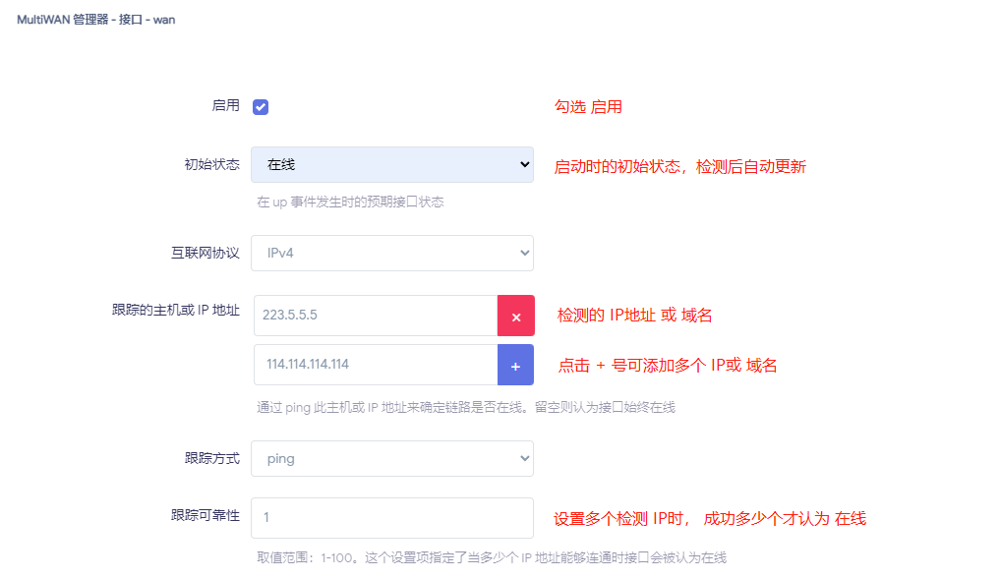 MultiWAN 管理器 - 接口 - wan
启用 勾选 启用
初始状态 在线 启动时的初始状态，检测后自动更新
在 up 事件发生时的预期接口状态
互联网协议 IPv4
跟踪的主机或 IP 地址 223.5.5.5 × 检测的 IP地址 或 域名
114.114.114.114 + 点击 + 号可添加多个 IP或 域名
通过 ping 此主机或 IP 地址来确定链路是否在线。留空则认为接口始终在线
跟踪方式 ping
跟踪可靠性 1 设置多个检测 IP时， 成功多少个才认为 在线
取值范围：1-100。这个设置项指定了当多少个 IP 地址能够连通时接口会被认为在线